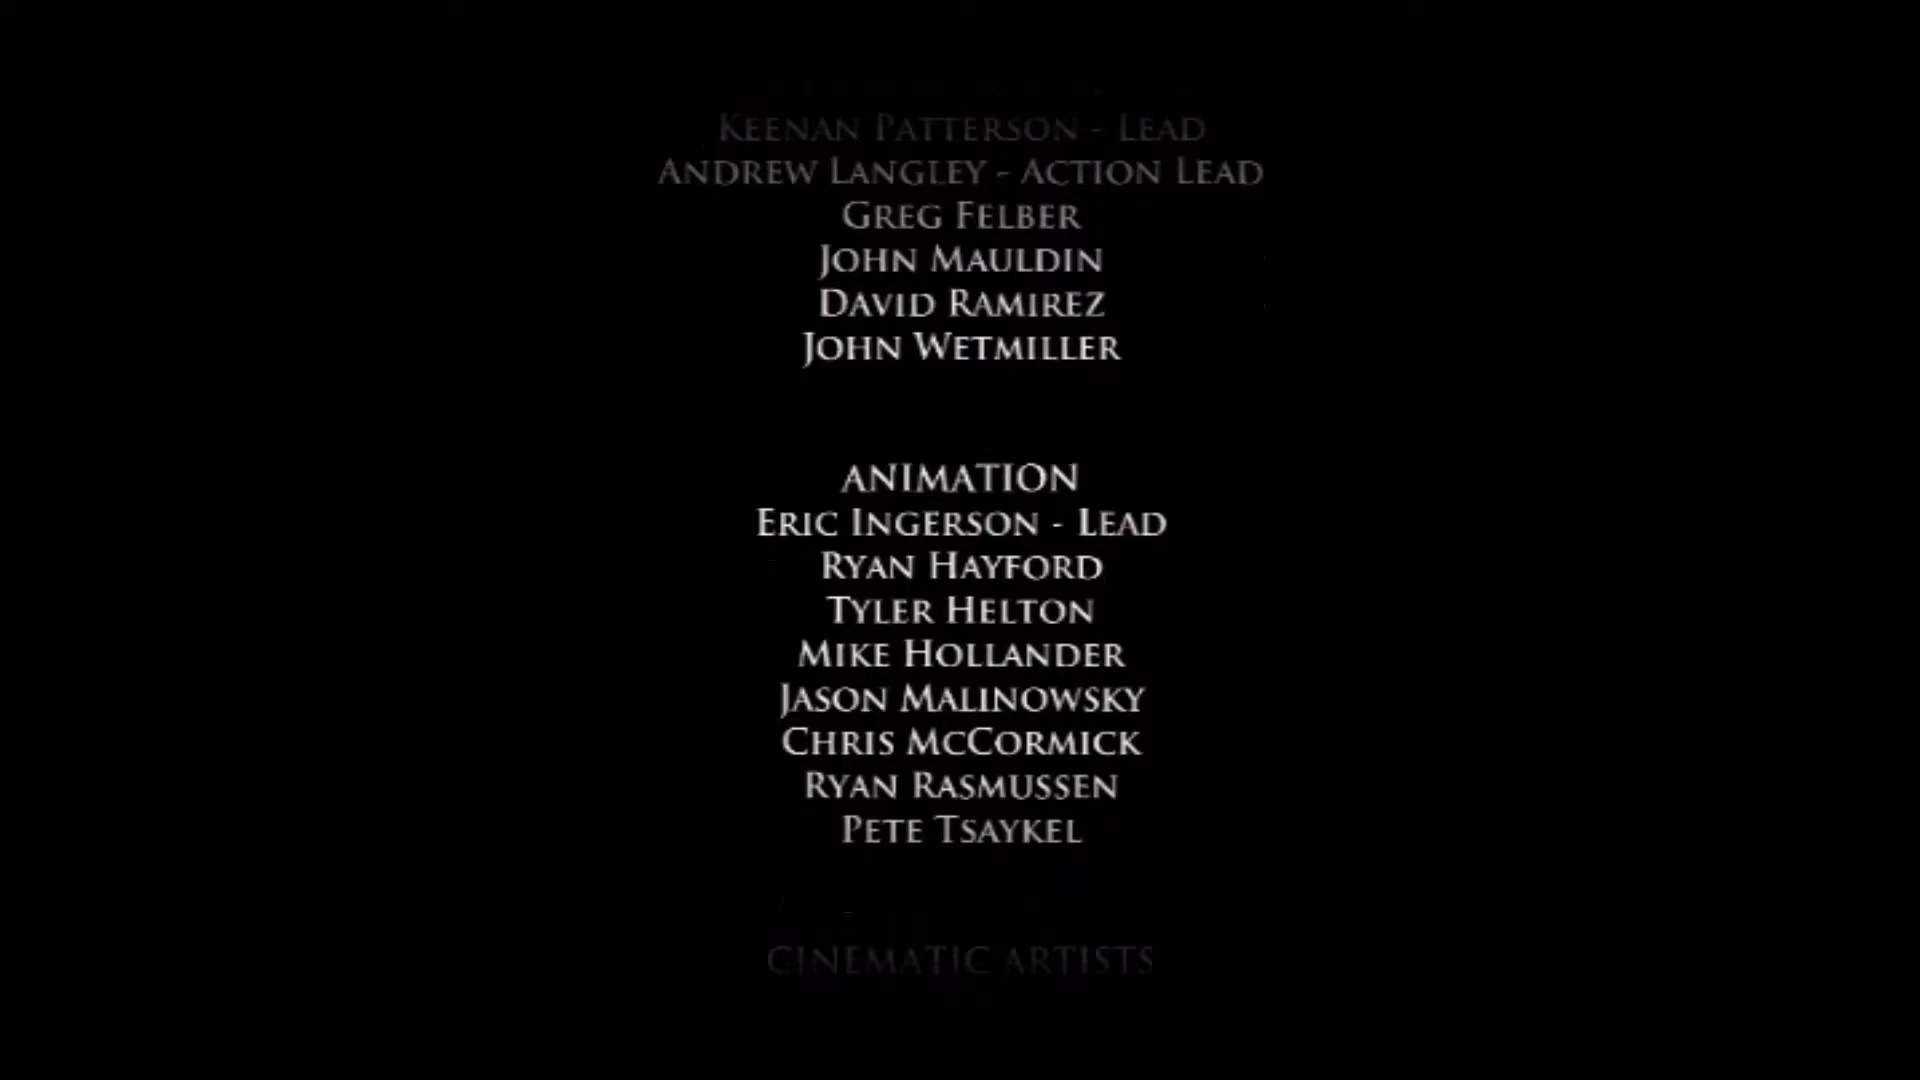 Keenan Patterson - Lead
Andrew Langley - Action Lead
Greg Felber
John Mauldin
David Ramirez
John Wetmiller
ANIMATION
Eric Ingerson - Lead
Ryan Hayford
Tyler Helton
Mike Hollander
Jason Malinowsky
Chris McCormick
Ryan Rasmussen
Pete Tsaykel
CINEMATIC ARTISTS